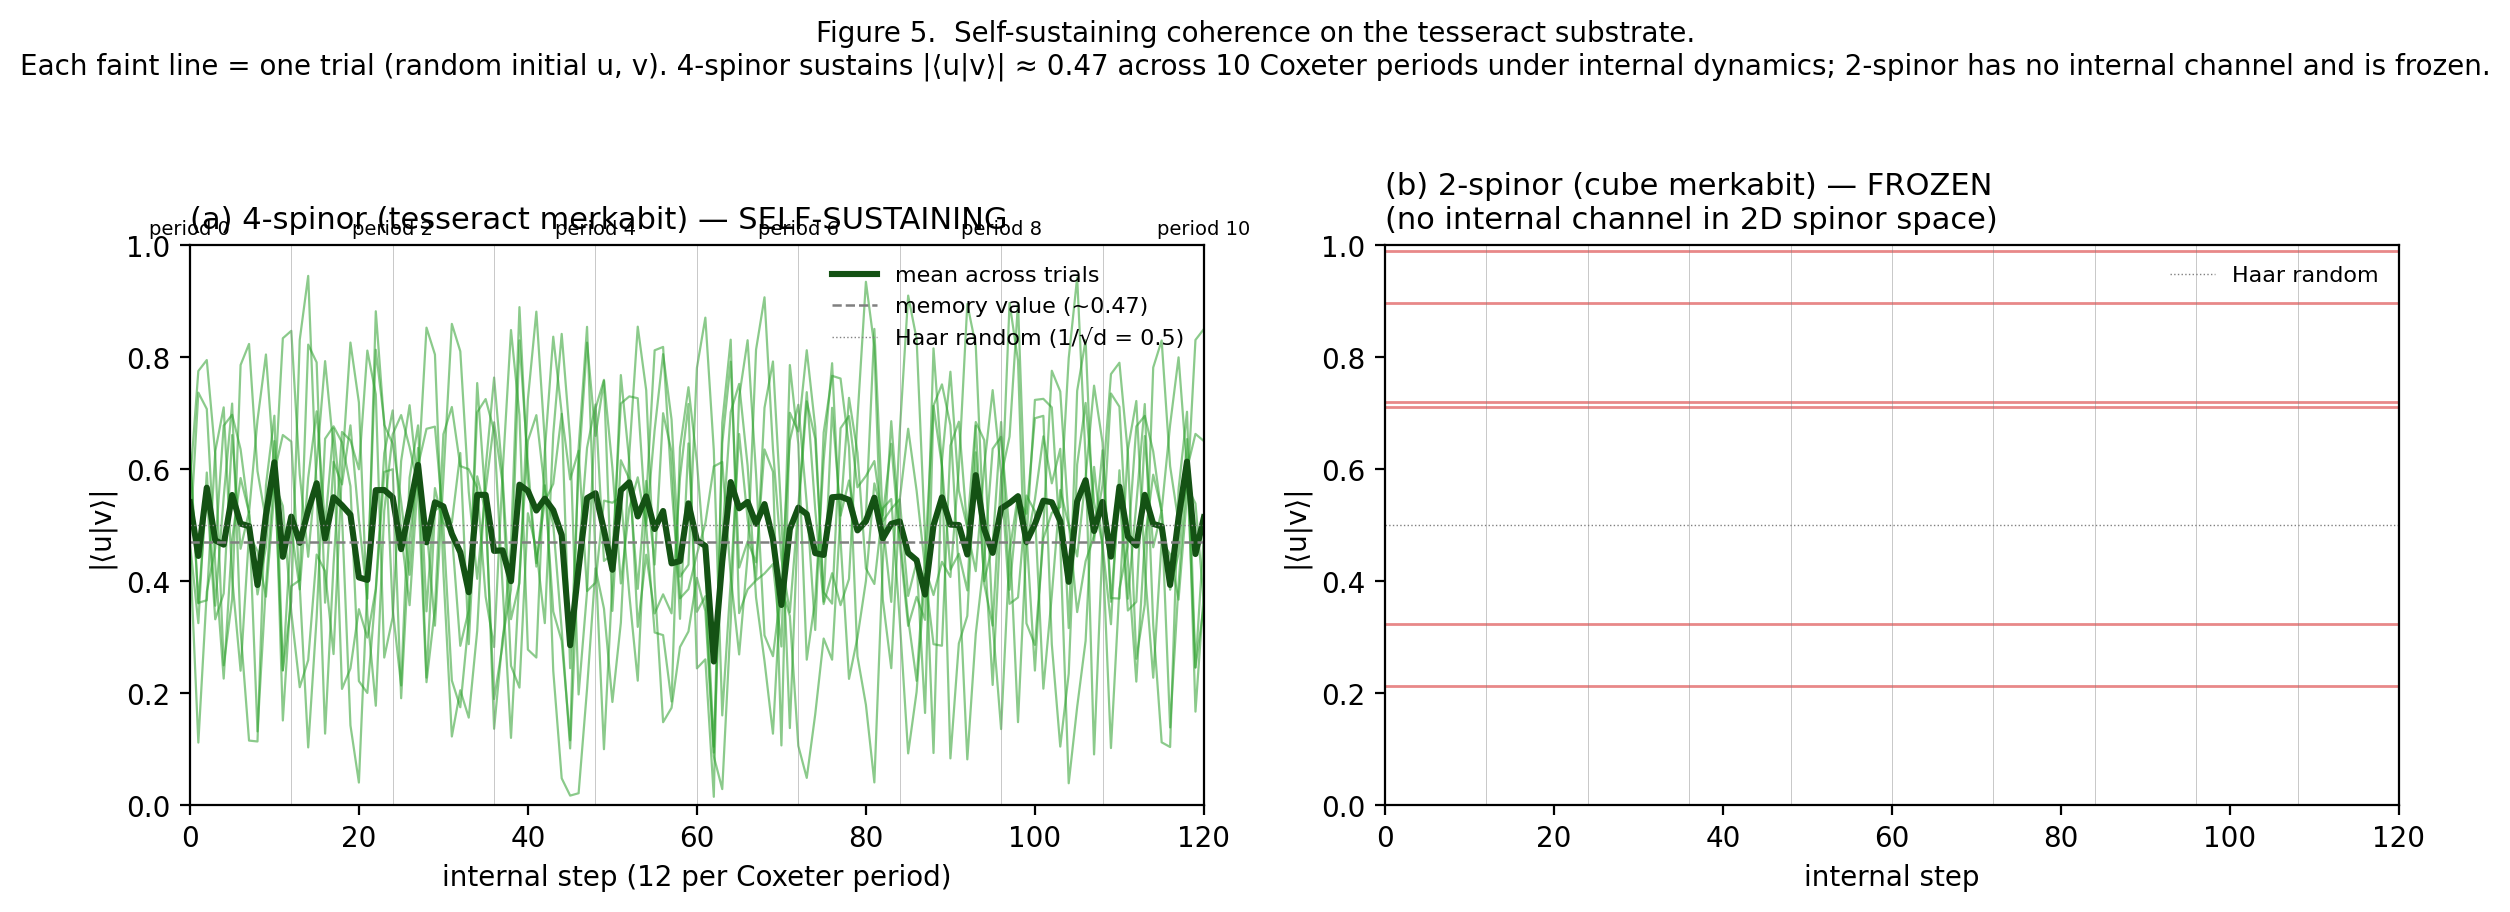 Figure 5.  Self-sustaining coherence on the tesseract substrate.
Each faint line = one trial (random initial u, v). 4-spinor sustains |⟨u|v⟩| ≈ 0.47 across 10 Coxeter periods under internal dynamics; 2-spinor has no internal channel and is frozen.
(a) 4-spinor (tesseract merkabit) — SELF-SUSTAINING
period 0
period 2
period 4
period 6
period 8
period 10
mean across trials
memory value (~0.47)
Haar random (1/√d = 0.5)
|⟨u|v⟩|
1.0
0.8
0.6
0.4
0.2
0.0
0
20
40
60
80
100
120
internal step (12 per Coxeter period)
(b) 2-spinor (cube merkabit) — FROZEN
(no internal channel in 2D spinor space)
Haar random
|⟨u|v⟩|
1.0
0.8
0.6
0.4
0.2
0.0
0
20
40
60
80
100
120
internal step